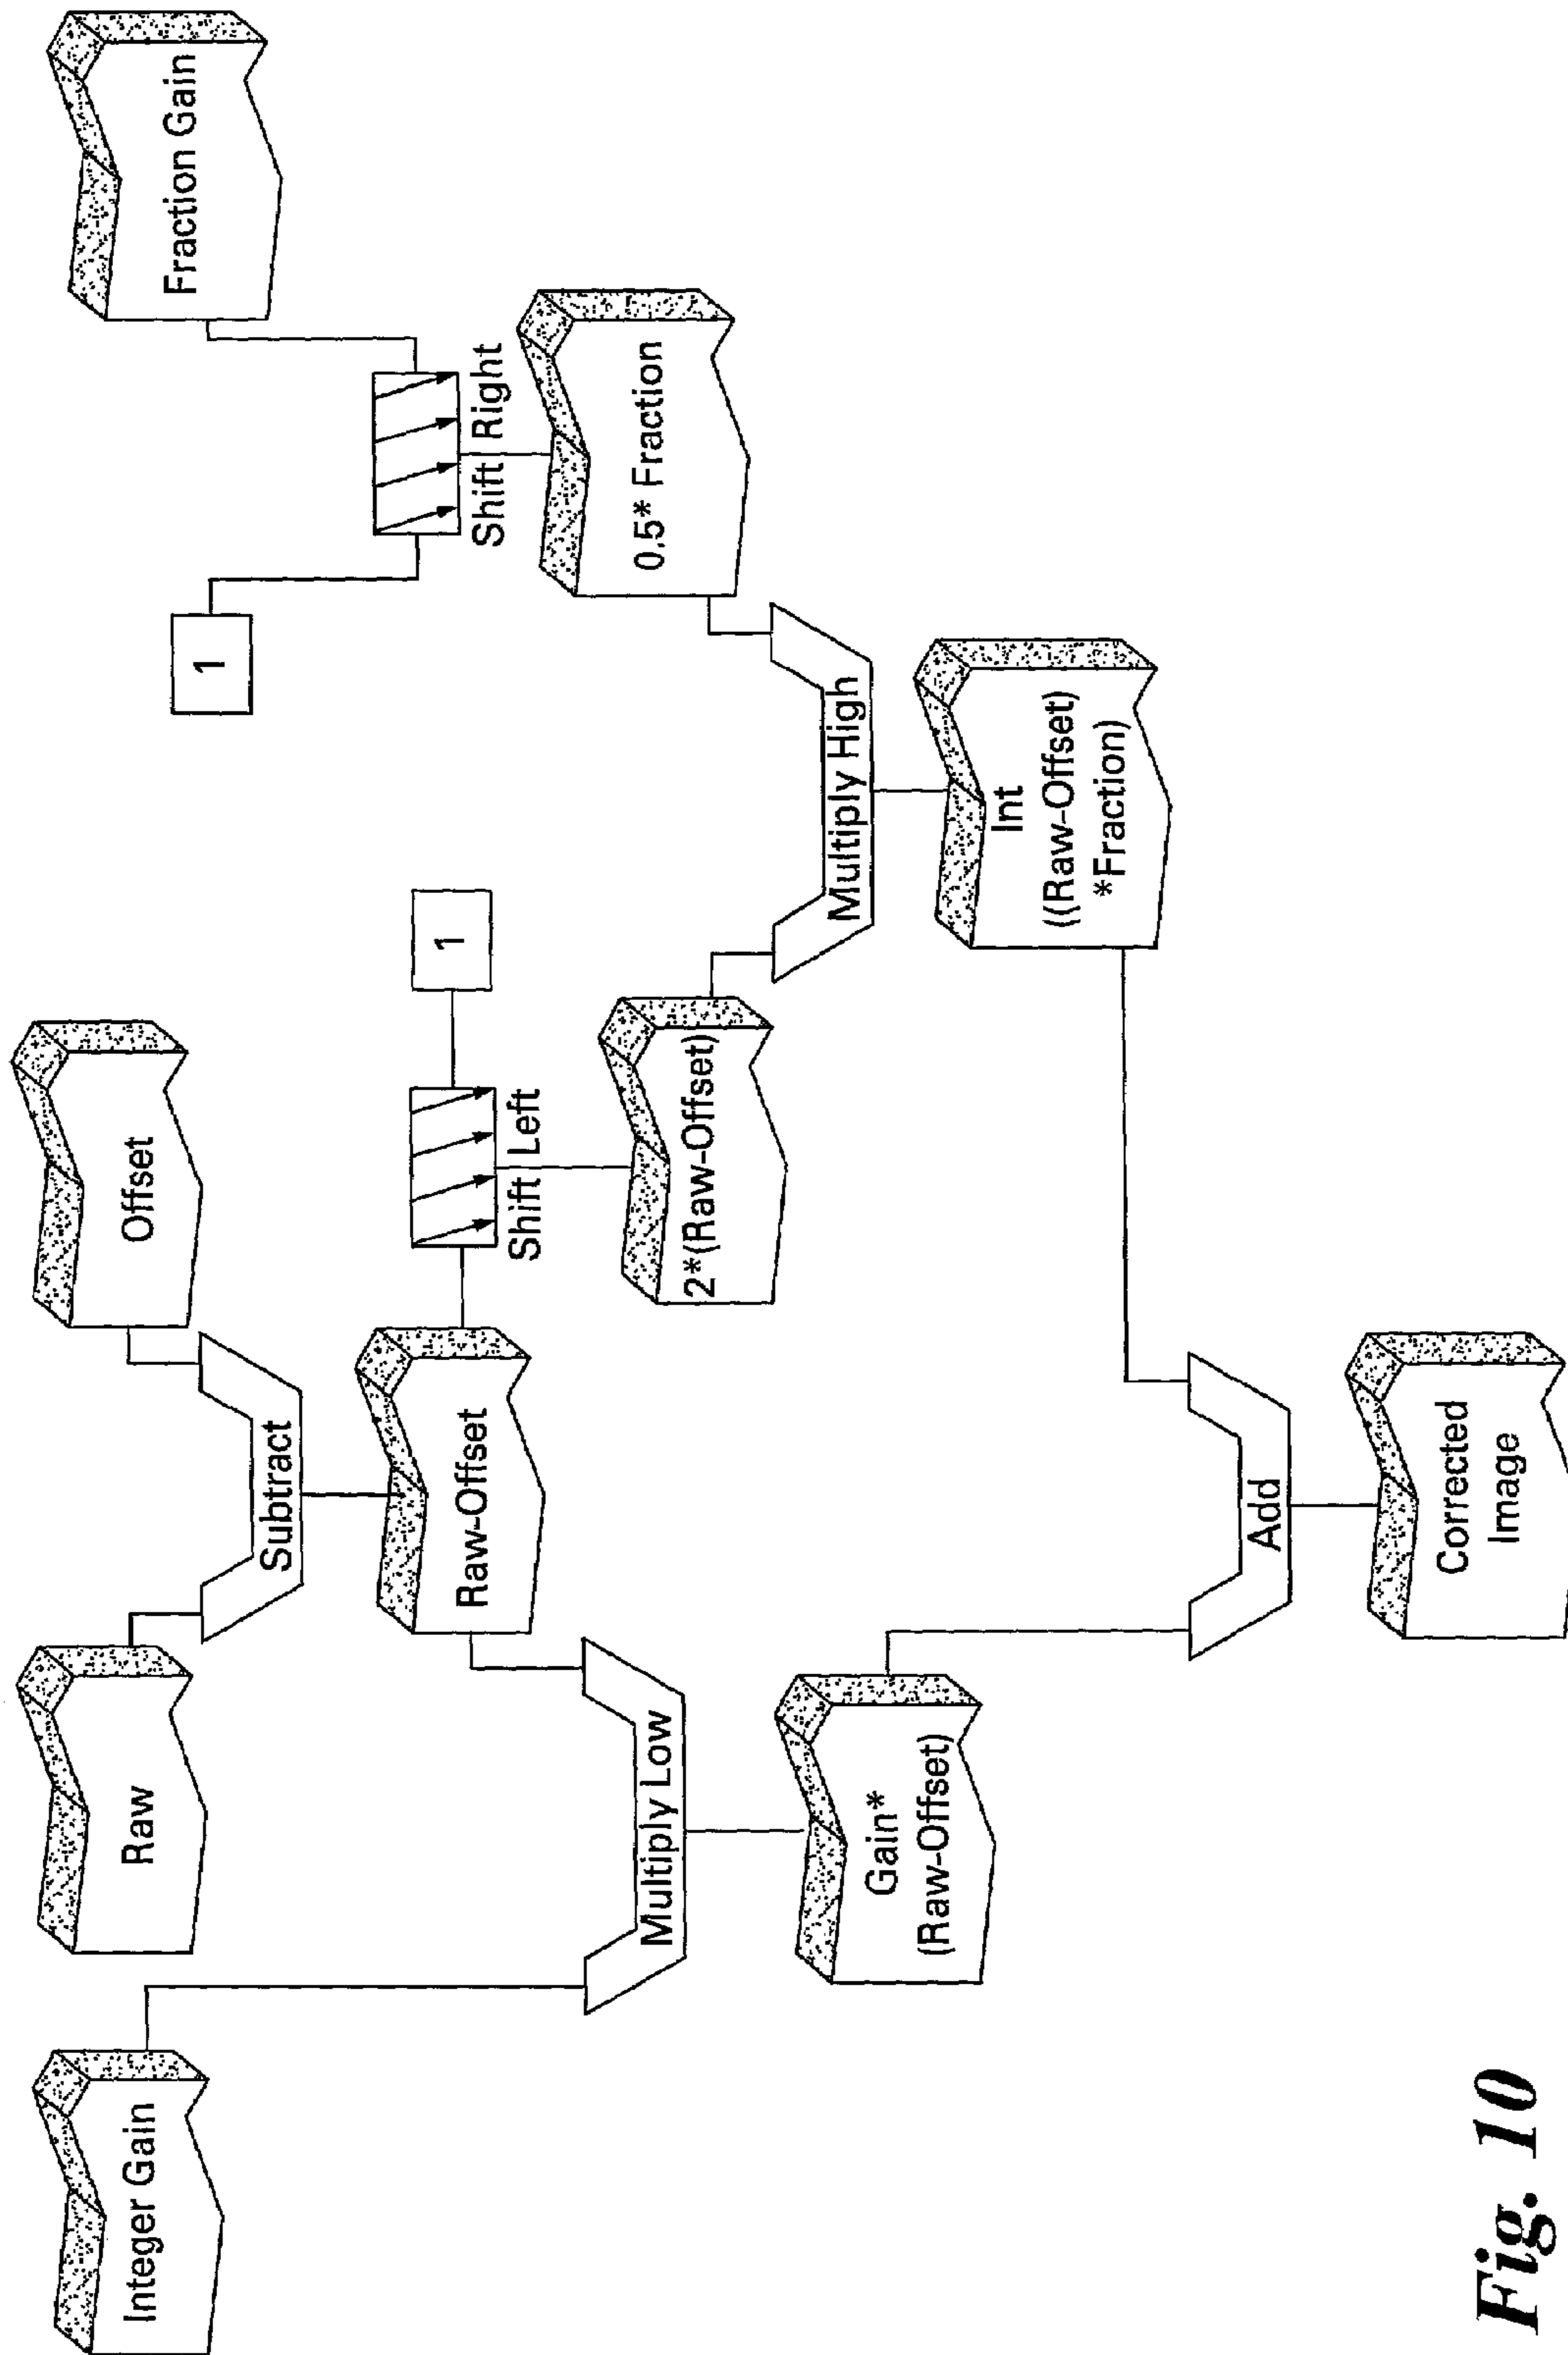 Integer Gain
Raw
Offset
Fraction Gain
Subtract
1
Raw-Offset
Shift Left
1
Shift Right
Multiply Low
2*(Raw-Offset)
0.5* Fraction
Gain*
(Raw-Offset)
Multiply High
Int
((Raw-Offset)
*Fraction)
Add
Corrected
Image
Fig. 10